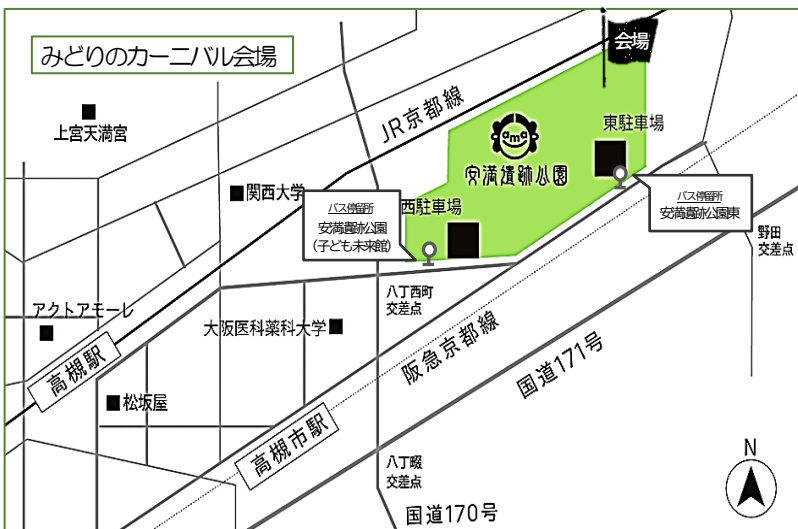 みどりのカーニバル会場
会場
JR京都線
上宮天満宮
東駐車場
ama
安満遺跡公園
関西大学
バス停留所
安満遺跡公園
(子ども未来館)
西駐車場
バス停留所
安満遺跡公園東
野田
交差点
八丁西町
交差点
アクトアモーレ
大阪医科薬科大学
阪急京都線
国道171号
高槻駅
松坂屋
高槻市駅
八丁畷
交差点
国道170号
N